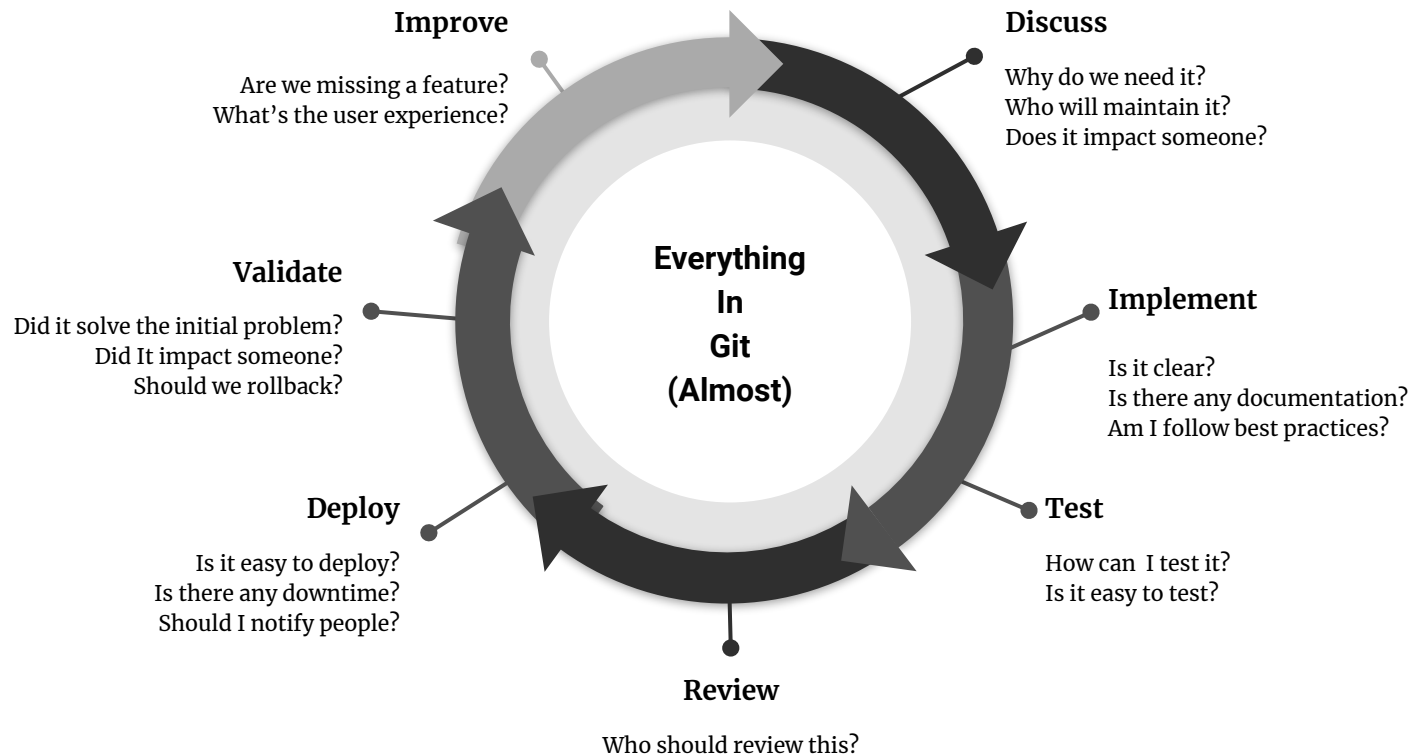 Improve
Are we missing a feature?
What’s the user experience?
Discuss
Why do we need it?
Who will maintain it?
Does it impact someone?
Everything
In
Git
(Almost)
Validate
Did it solve the initial problem?
Did It impact someone?
Should we rollback?
Implement
Is it clear?
Is there any documentation?
Am I follow best practices?
Deploy
Is it easy to deploy?
Is there any downtime?
Should I notify people?
Test
How can  I test it?
Is it easy to test?
Review
Who should review this?